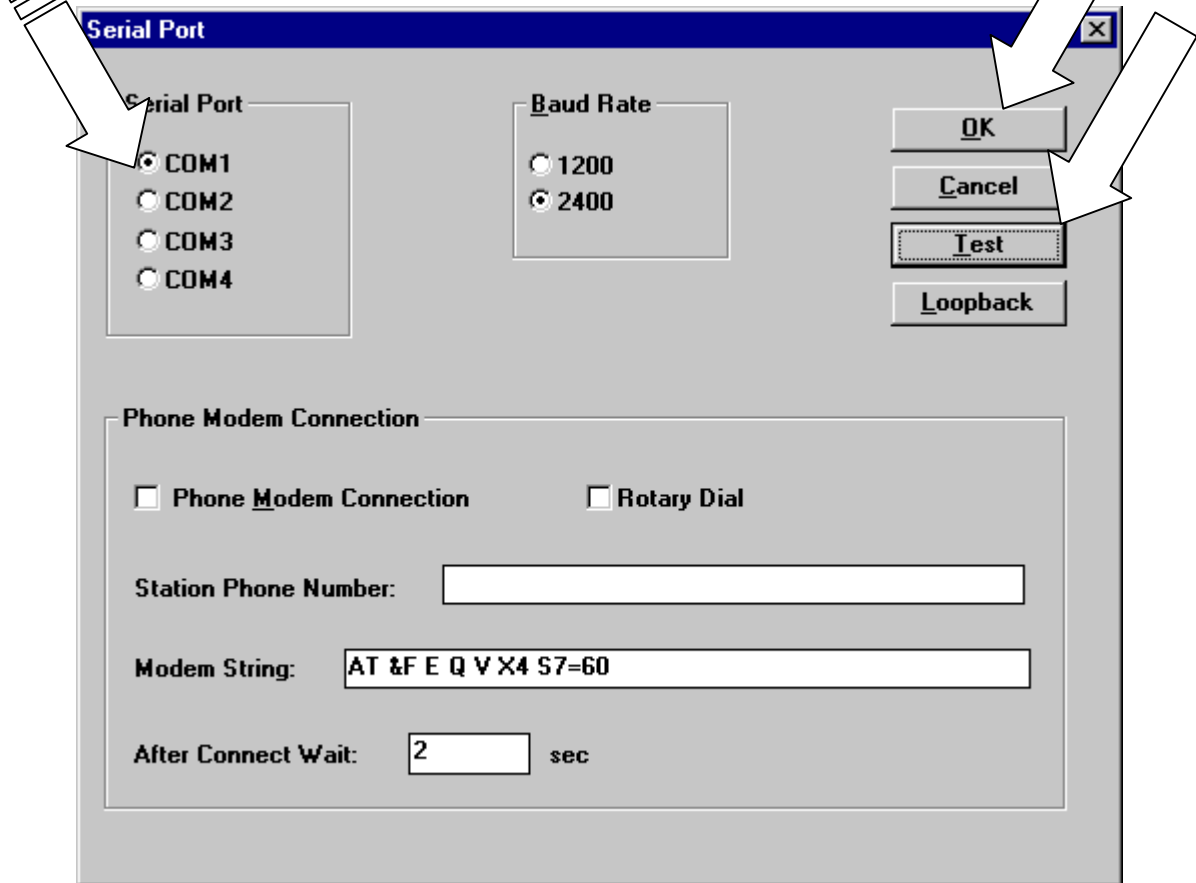 Serial Port
Serial Port
COM1
COM2
COM3
COM4
Baud Rate
1200
2400
OK
Cancel
Test
Loopback
Phone Modem Connection
Phone Modem Connection
Rotary Dial
Station Phone Number:
Modem String: AT &F E Q V X4 S7=60
After Connect Wait: 2 sec